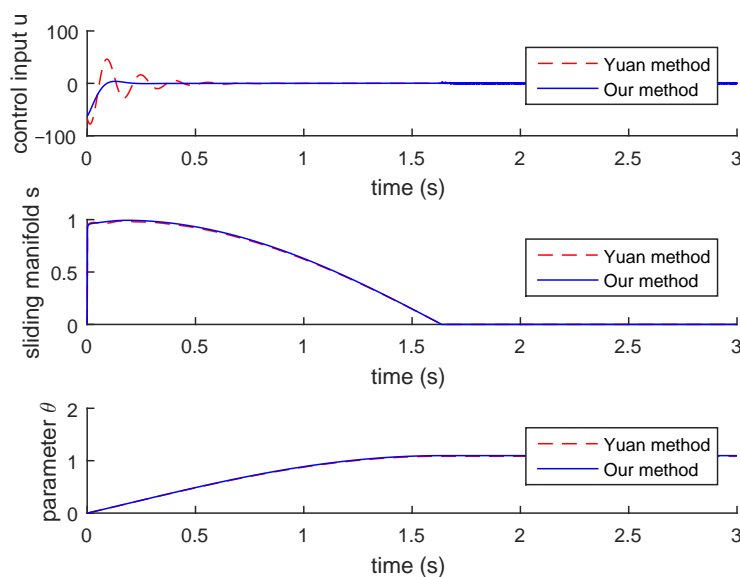 control input u
100
0
−100
0
0.5
1
1.5
2
2.5
3
time (s)
Yuan method
Our method
sliding manifold s
1
0.5
0
0
0.5
1
1.5
2
2.5
3
time (s)
Yuan method
Our method
parameter θ
2
1
0
0
0.5
1
1.5
2
2.5
3
time (s)
Yuan method
Our method